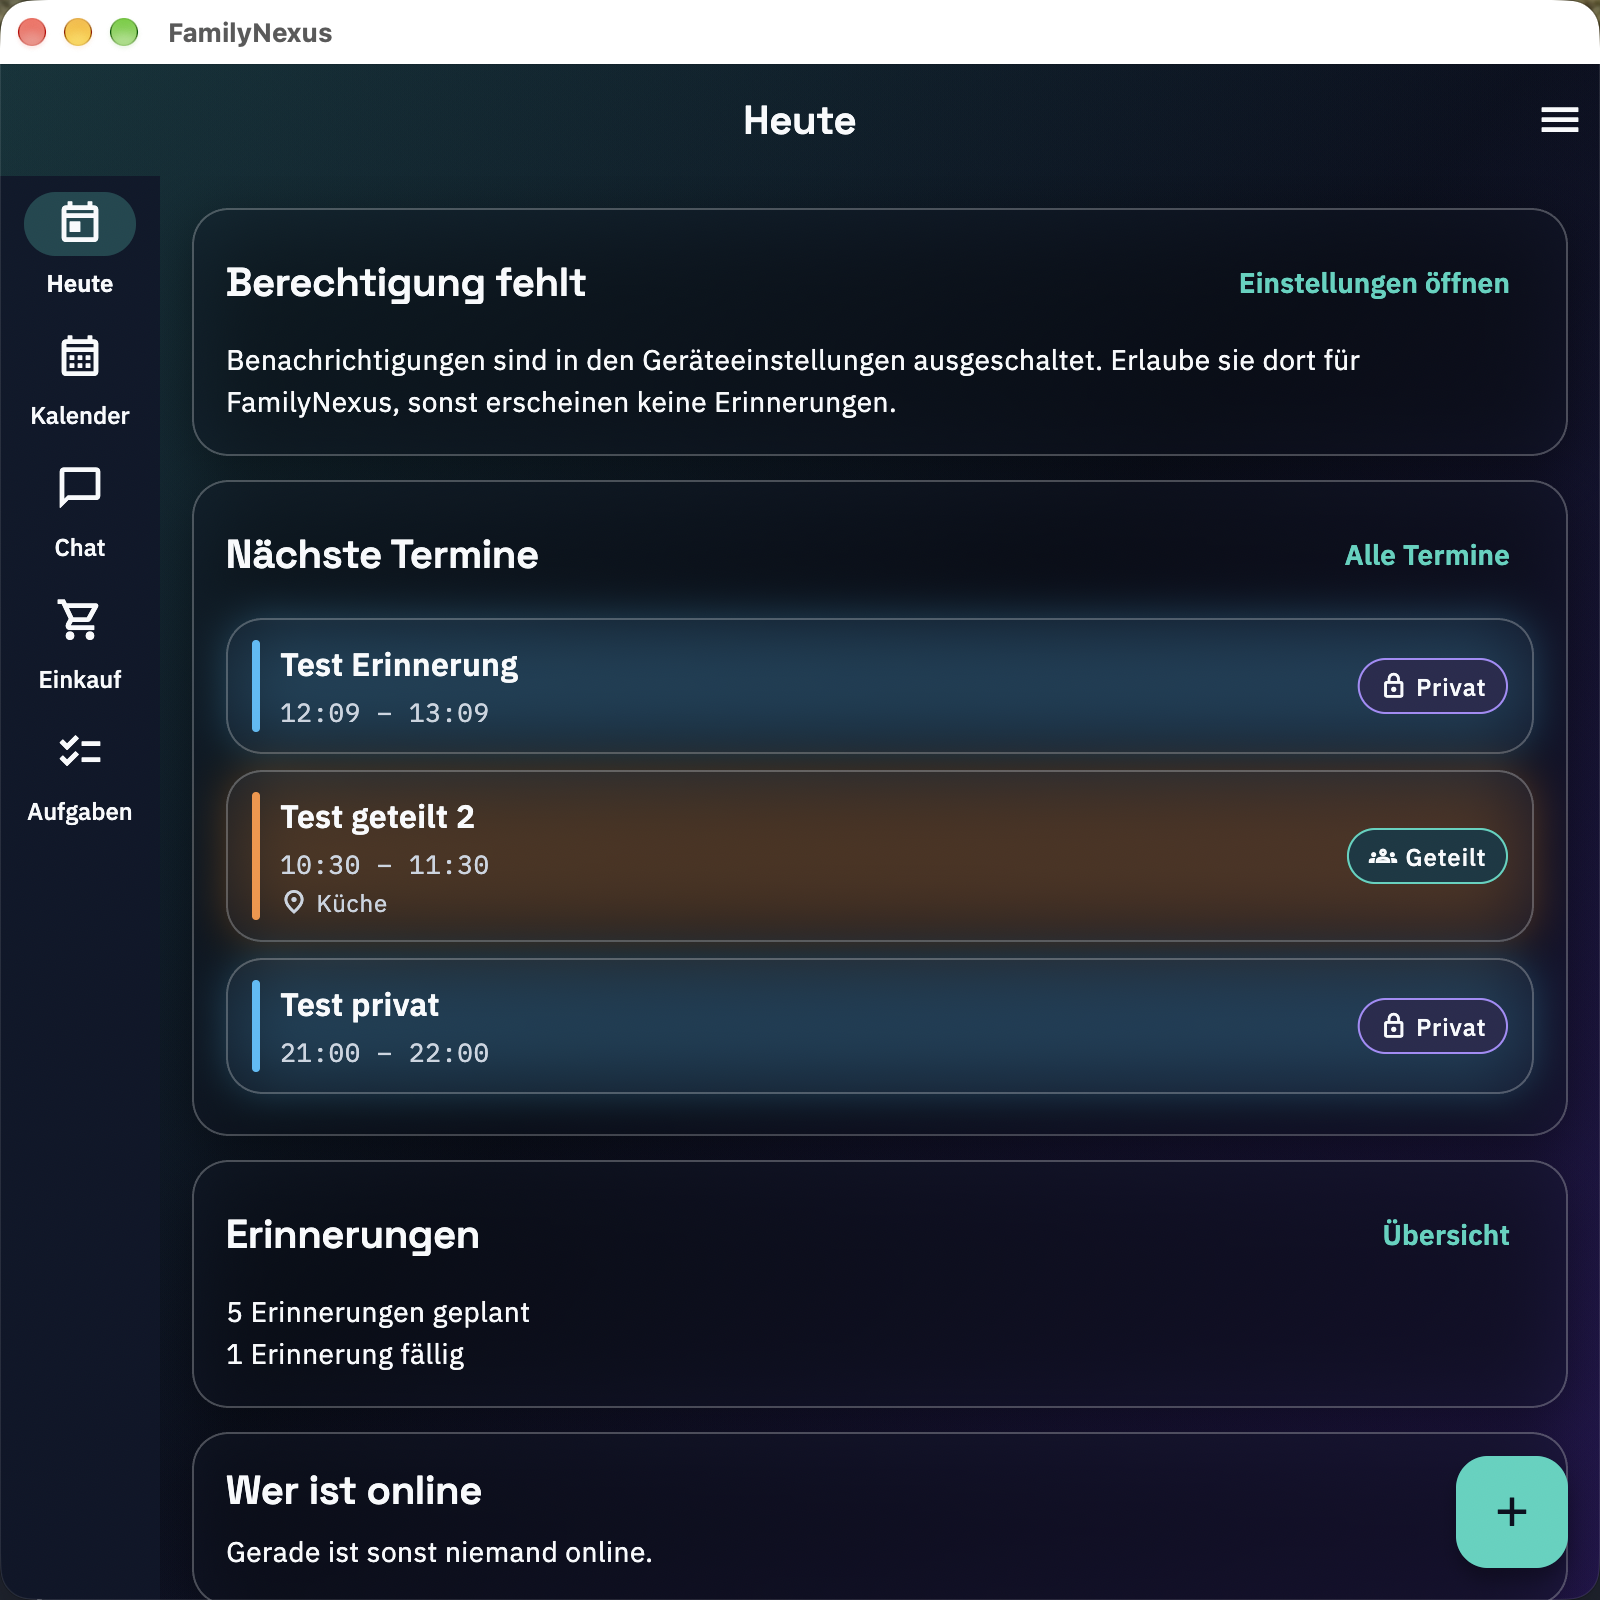 FamilyNexus
Heute
Heute
Kalender
Chat
Einkauf
Aufgaben
Berechtigung fehlt
Einstellungen öffnen
Benachrichtigungen sind in den Geräteeinstellungen ausgeschaltet. Erlaube sie dort für
FamilyNexus, sonst erscheinen keine Erinnerungen.
Nächste Termine
Alle Termine
Test Erinnerung
12:09 – 13:09
Privat
Test geteilt 2
10:30 – 11:30
Küche
Geteilt
Test privat
21:00 – 22:00
Privat
Erinnerungen
Übersicht
5 Erinnerungen geplant
1 Erinnerung fällig
Wer ist online
Gerade ist sonst niemand online.